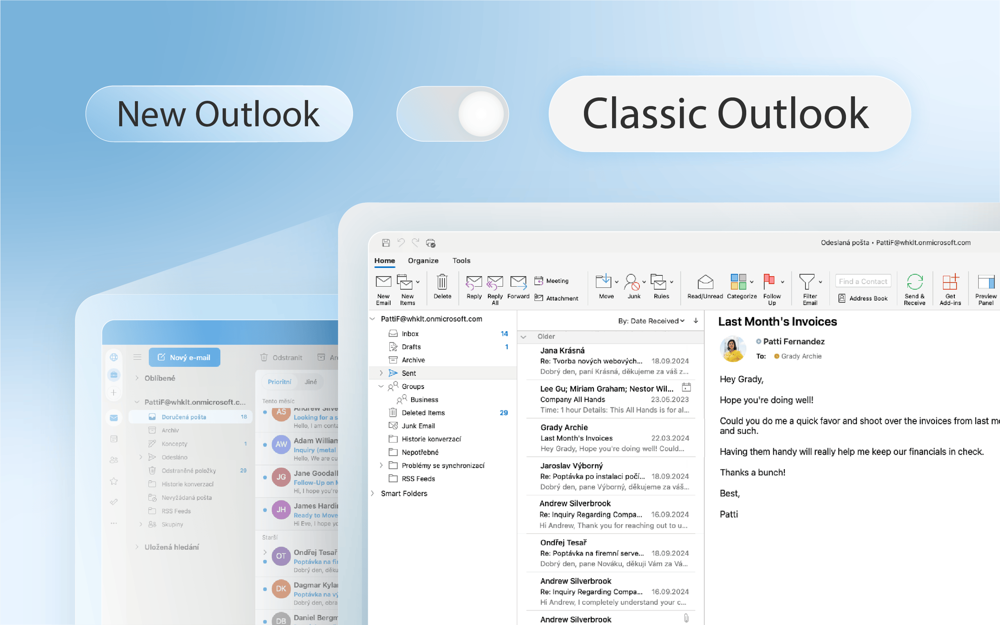 New Outlook
Classic Outlook
Odeslaná pošta • PattiF@whklt.onmicrosoft.com
Home Organize Tools
New Email
New Items
Delete
Reply
Reply All
Forward
Meeting
Attachment
Move
Junk
Rules
Read/Unread
Categorize
Follow Up
Filter Email
Find a Contact
Address Book
Send & Receive
Get Add-ins
Preview Panel
PattiF@whklt.onmicrosoft.com
Inbox 14
Drafts 1
Archive
Sent
Groups
Business
Deleted Items 29
Junk Email
Historie konverzací
Nepotřebné
Problémy se synchronizací
RSS Feeds
Smart Folders
By: Date Received
Older
Jana Krásná
Re: Tvorba nových webových... 18.09.2024
Dobrý den, paní Krásná, děkujeme za váš z...
Lee Gu; Miriam Graham; Nestor Wil...
Company All Hands 23.05.2023
Time: 1 hour Details: This All Hands is for al...
Grady Archie
Last Month's Invoices 22.03.2024
Hey Grady, Hope you're doing well! Could...
Jaroslav Výborný
Re: Poptávka po instalaci počí... 18.09.2024
Dobrý den, pane Výborný, děkujeme za váš...
Andrew Silverbrook
Re: Inquiry Regarding Compa... 16.09.2024
Hi Andrew, Thank you for reaching out to u...
Ondřej Tesař
Re: Poptávka na firemní serve... 18.09.2024
Dobrý den, pane Nováku, děkuji Vám za Vá...
Andrew Silverbrook
Re: Inquiry Regarding Compa... 16.09.2024
Hi Andrew, I completely understand your c...
Andrew Silverbrook
Last Month's Invoices
Patti Fernandez
To: Grady Archie
Hey Grady,
Hope you're doing well!
Could you do me a quick favor and shoot over the invoices from last
and such.
Having them handy will really help me keep our financials in check.
Thanks a bunch!
Best,
Patti
Nový e-mail
Odstranit
Oblíbené
PattiF@whklt.onmicrosoft.c...
Doručená pošta 18
Archiv
Koncepty 1
Odesláno
Odstraněné položky 29
Historie konverzací
Nevyžádaná pošta
RSS Feeds
Skupiny
Uložená hledání
Prioritní Jiné
Tento měsíc
AS Andrew Silve
Looking for a s
Hello, I am conta
AW Adam William
Inquiry (metal
Hello, We are cu
JG Jane Goodall
Follow-Up on
Hi, I hope you're
JH James Hardi
Ready to Move
Hi Eve, I hope yo
Starší
OT Ondřej Tesař
Poptávka na fi
Dobrý den, děku
DK Dagmar Kyla
Poptávka na vý
Dobrý den, obra
DB Daniel Bergm